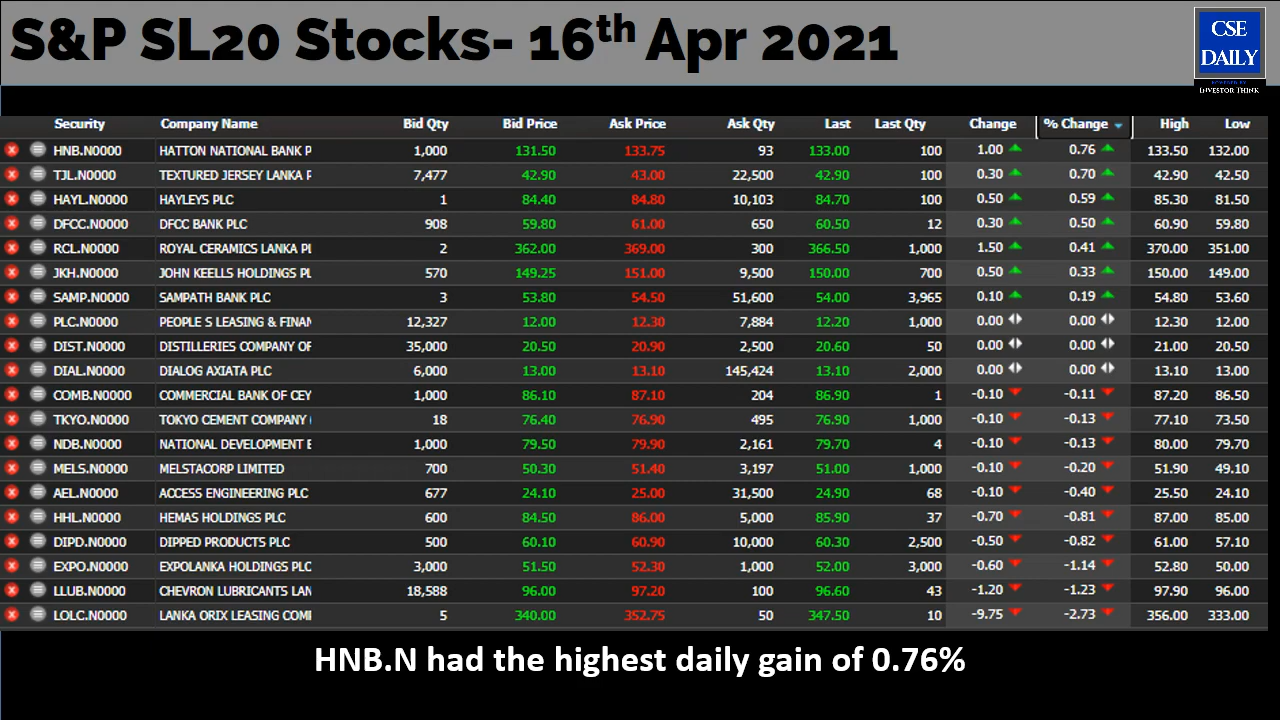 S&P SL20 Stocks- 16th Apr 2021
CSE
DAILY
POWERED BY
INVESTOR THINK
Security Company Name Bid Qty Bid Price Ask Price Ask Qty Last Last Qty Change % Change High Low
HNB.N0000 HATTON NATIONAL BANK P 1,000 131.50 133.75 93 133.00 100 1.00 0.76 133.50 132.00
TJL.N0000 TEXTURED JERSEY LANKA P 7,477 42.90 43.00 22,500 42.90 100 0.30 0.70 42.90 42.50
HAYL.N0000 HAYLEYS PLC 1 84.40 84.80 10,103 84.70 100 0.50 0.59 85.30 81.50
DFCC.N0000 DFCC BANK PLC 908 59.80 61.00 650 60.50 12 0.30 0.50 60.90 59.80
RCL.N0000 ROYAL CERAMICS LANKA PL 2 362.00 369.00 300 366.50 1,000 1.50 0.41 370.00 351.00
JKH.N0000 JOHN KEELLS HOLDINGS PL 570 149.25 151.00 9,500 150.00 700 0.50 0.33 150.00 149.00
SAMP.N0000 SAMPATH BANK PLC 3 53.80 54.50 51,600 54.00 3,965 0.10 0.19 54.80 53.60
PLC.N0000 PEOPLE S LEASING & FINAN 12,327 12.00 12.30 7,884 12.20 1,000 0.00 0.00 12.30 12.00
DIST.N0000 DISTILLERIES COMPANY OF 35,000 20.50 20.90 2,500 20.60 50 0.00 0.00 21.00 20.50
DIAL.N0000 DIALOG AXIATA PLC 6,000 13.00 13.10 145,424 13.10 2,000 0.00 0.00 13.10 13.00
COMB.N0000 COMMERCIAL BANK OF CEY 1,000 86.10 87.10 204 86.90 1 -0.10 -0.11 87.20 86.50
TKYO.N0000 TOKYO CEMENT COMPANY ( 18 76.40 76.90 495 76.90 1,000 -0.10 -0.13 77.10 73.50
NDB.N0000 NATIONAL DEVELOPMENT B 1,000 79.50 79.90 2,161 79.70 4 -0.10 -0.13 80.00 79.70
MELS.N0000 MELSTACORP LIMITED 700 50.30 51.40 3,197 51.00 1,000 -0.10 -0.20 51.90 49.10
AEL.N0000 ACCESS ENGINEERING PLC 677 24.10 25.00 31,500 24.90 68 -0.10 -0.40 25.50 24.10
HHL.N0000 HEMAS HOLDINGS PLC 600 84.50 86.00 5,000 85.90 37 -0.70 -0.81 87.00 85.00
DIPD.N0000 DIPPED PRODUCTS PLC 500 60.10 60.90 10,000 60.30 2,500 -0.50 -0.82 61.00 57.10
EXPO.N0000 EXPOLANKA HOLDINGS PLC 3,000 51.50 52.30 1,000 52.00 3,000 -0.60 -1.14 52.80 50.00
LLUB.N0000 CHEVRON LUBRICANTS LAN 18,588 96.00 97.20 100 96.60 43 -1.20 -1.23 97.90 96.00
LOLC.N0000 LANKA ORIX LEASING COMI 5 340.00 352.75 50 347.50 10 -9.75 -2.73 356.00 333.00
HNB.N had the highest daily gain of 0.76%